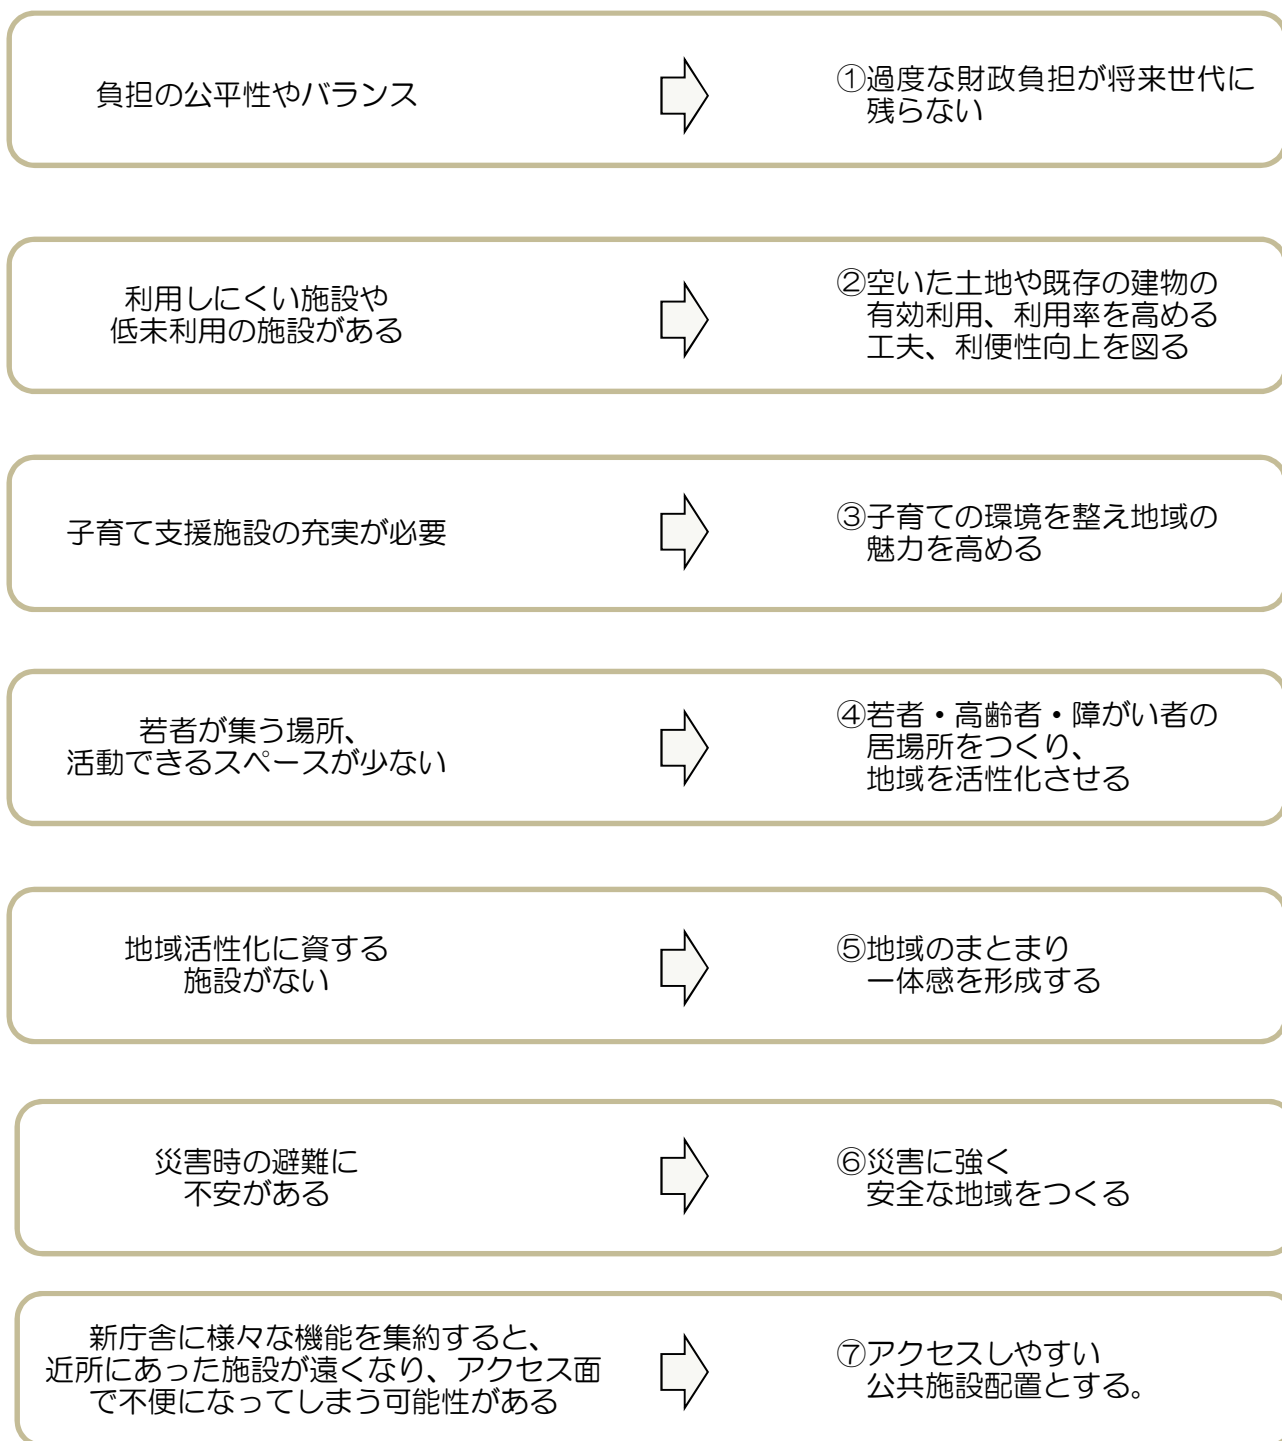 負担の公平性やバランス
①過度な財政負担が将来世代に
残らない
利用しにくい施設や
低未利用の施設がある
②空いた土地や既存の建物の
有効利用、利用率を高める
工夫、利便性向上を図る
子育て支援施設の充実が必要
③子育ての環境を整え地域の
魅力を高める
若者が集う場所、
活動できるスペースが少ない
④若者・高齢者・障がい者の
居場所をつくり、
地域を活性化させる
地域活性化に資する
施設がない
⑤地域のまとまり
一体感を形成する
災害時の避難に
不安がある
⑥災害に強く
安全な地域をつくる
新庁舎に様々な機能を集約すると、
近所にあった施設が遠くなり、アクセス面
で不便になってしまう可能性がある
⑦アクセスしやすい
公共施設配置とする。